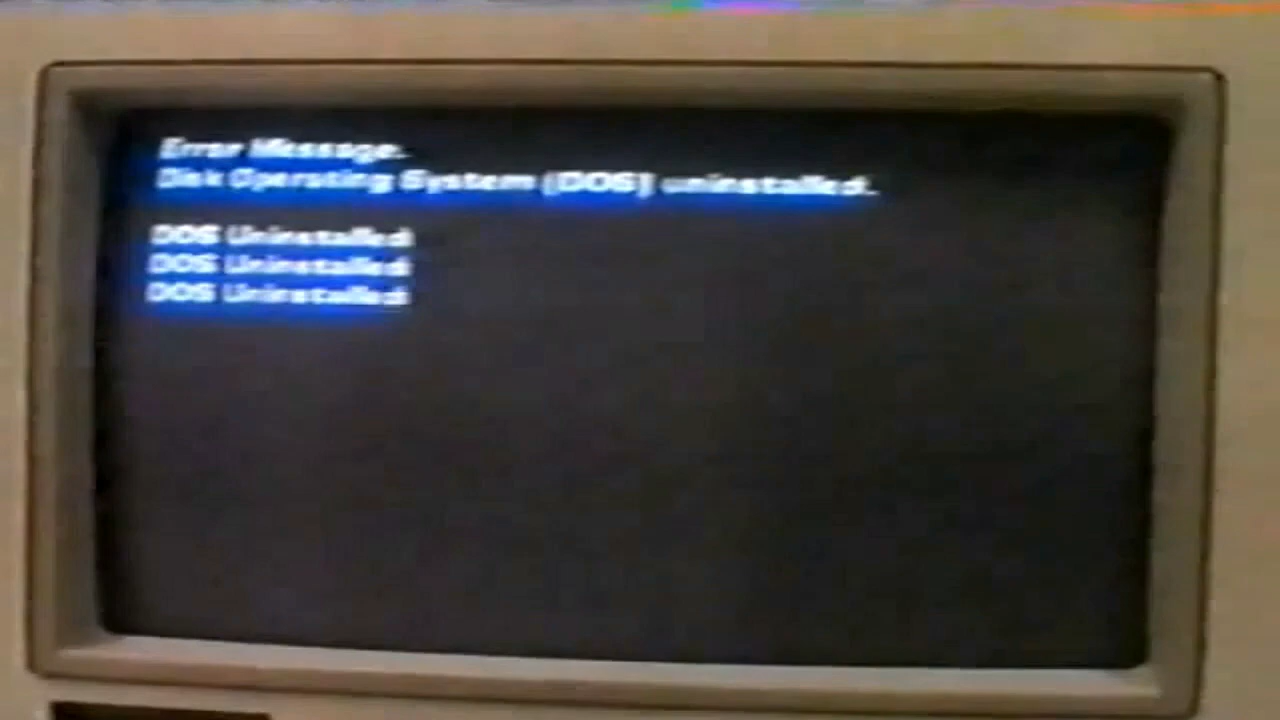 Error Message.
Disk Operating System (DOS) uninstalled.
DOS Uninstalled
DOS Uninstalled
DOS Uninstalled